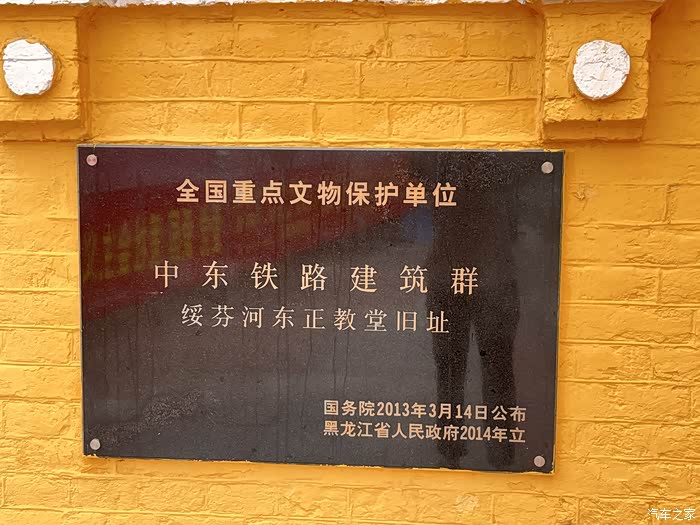 全国重点文物保护单位
中东铁路建筑群
绥芬河东正教堂旧址
国务院2013年3月14日公布
黑龙江省人民政府2014年立
汽车之家